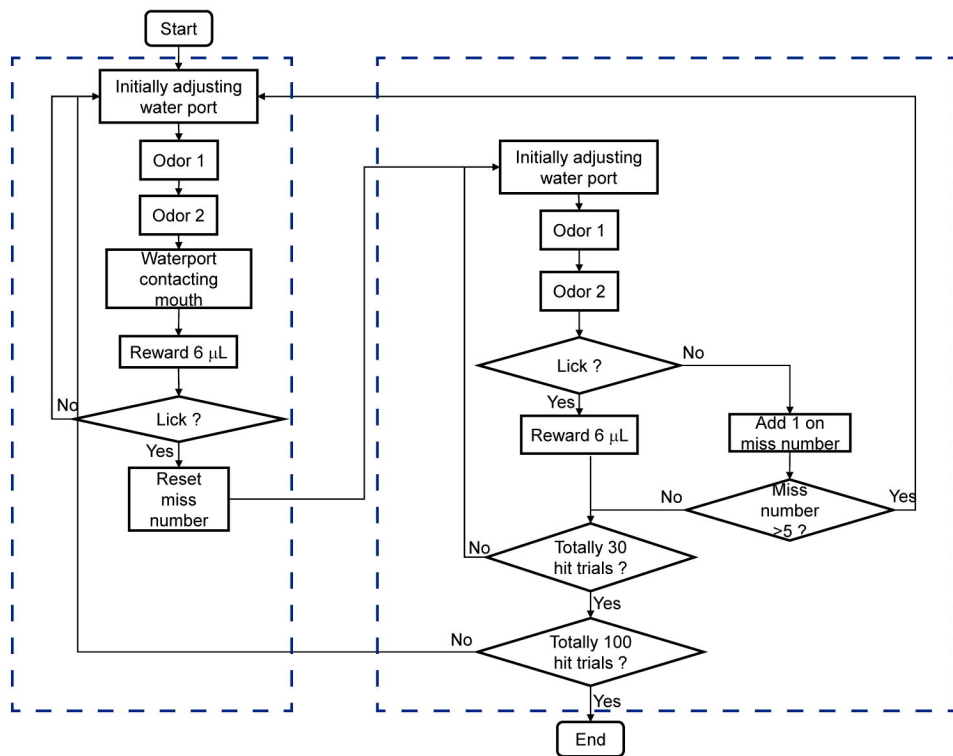 Start
Initially adjusting
water port
Odor 1
Odor 2
Waterport
contacting
mouth
Reward 6 μL
No
Lick ?
Yes
Reset
miss
number
Initially adjusting
water port
Odor 1
Odor 2
No
Lick ?
Yes
Reward 6 μL
Add 1 on
miss number
No
Miss
number
>5 ?
Yes
No
Totally 30
hit trials ?
Yes
No
Totally 100
hit trials ?
Yes
End